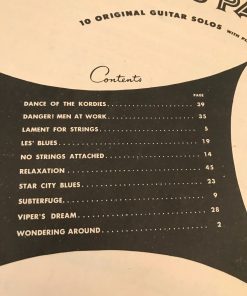 10 ORIGINAL GUITAR SOLOS WITH
Contents
PAGE
DANCE OF THE KORDIES 39
DANGER! MEN AT WORK 35
LAMENT FOR STRINGS 5
LES' BLUES 19
NO STRINGS ATTACHED 14
RELAXATION 45
STAR CITY BLUES 23
SUBTERFUGE 9
VIPER'S DREAM 28
WONDERING AROUND 2